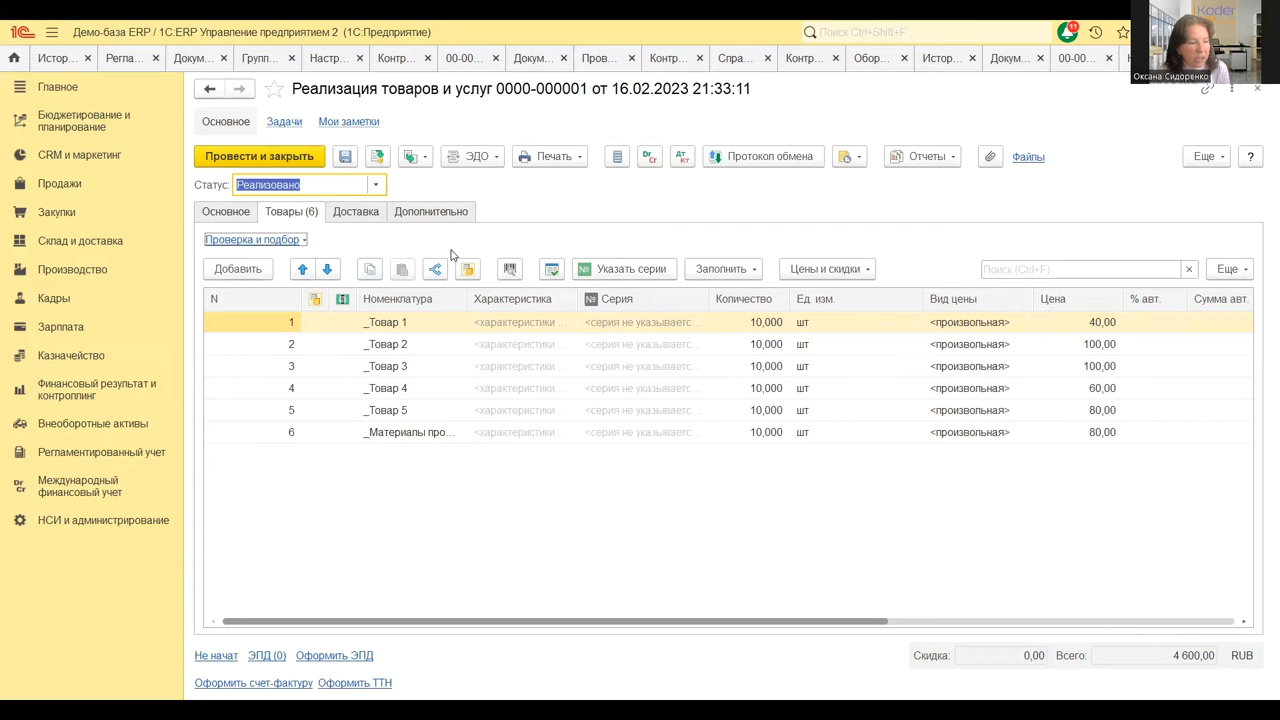 Демо-база ERP / 1С:ERP Управление предприятием 2 (1С:Предприятие)
Поиск Ctrl+Shift+F
11
Koder
Оксана Сидоренко
Истор... × Регла... × Докум... × Групп... × Настр... × Контр... × 00-00... × Докум... × Прове... × Контр... × Спра... × Контр... × Обор... × Истор... × Докум... × 00-00... ×
Главное
Бюджетирование и планирование
CRM и маркетинг
Продажи
Закупки
Склад и доставка
Производство
Кадры
Зарплата
Казначейство
Финансовый результат и контроллинг
Внеоборотные активы
Регламентированный учет
Международный финансовый учет
НСИ и администрирование
Реализация товаров и услуг 0000-000001 от 16.02.2023 21:33:11
Основное Задачи Мои заметки
Провести и закрыть ЭДО Печать Dr Cr Дт Кт Протокол обмена Отчеты Файлы Еще ?
Статус: Реализовано
Основное Товары (6) Доставка Дополнительно
Проверка и подбор
Добавить № Указать серии Заполнить Цены и скидки Поиск (Ctrl+F) × Еще
N Номенклатура Характеристика № Серия Количество Ед. изм. Вид цены Цена % авт. Сумма авт.
1 _Товар 1 <характеристики ... <серия не указываетс... 10,000 шт <произвольная> 40,00
2 _Товар 2 <характеристики ... <серия не указываетс... 10,000 шт <произвольная> 100,00
3 _Товар 3 <характеристики ... <серия не указываетс... 10,000 шт <произвольная> 100,00
4 _Товар 4 <характеристики ... <серия не указываетс... 10,000 шт <произвольная> 60,00
5 _Товар 5 <характеристики ... <серия не указываетс... 10,000 шт <произвольная> 80,00
6 _Материалы про... <характеристики ... <серия не указываетс... 10,000 шт <произвольная> 80,00
Не начат ЭПД (0) Оформить ЭПД Скидка: 0,00 Всего: 4 600,00 RUB
Оформить счет-фактуру Оформить ТТН